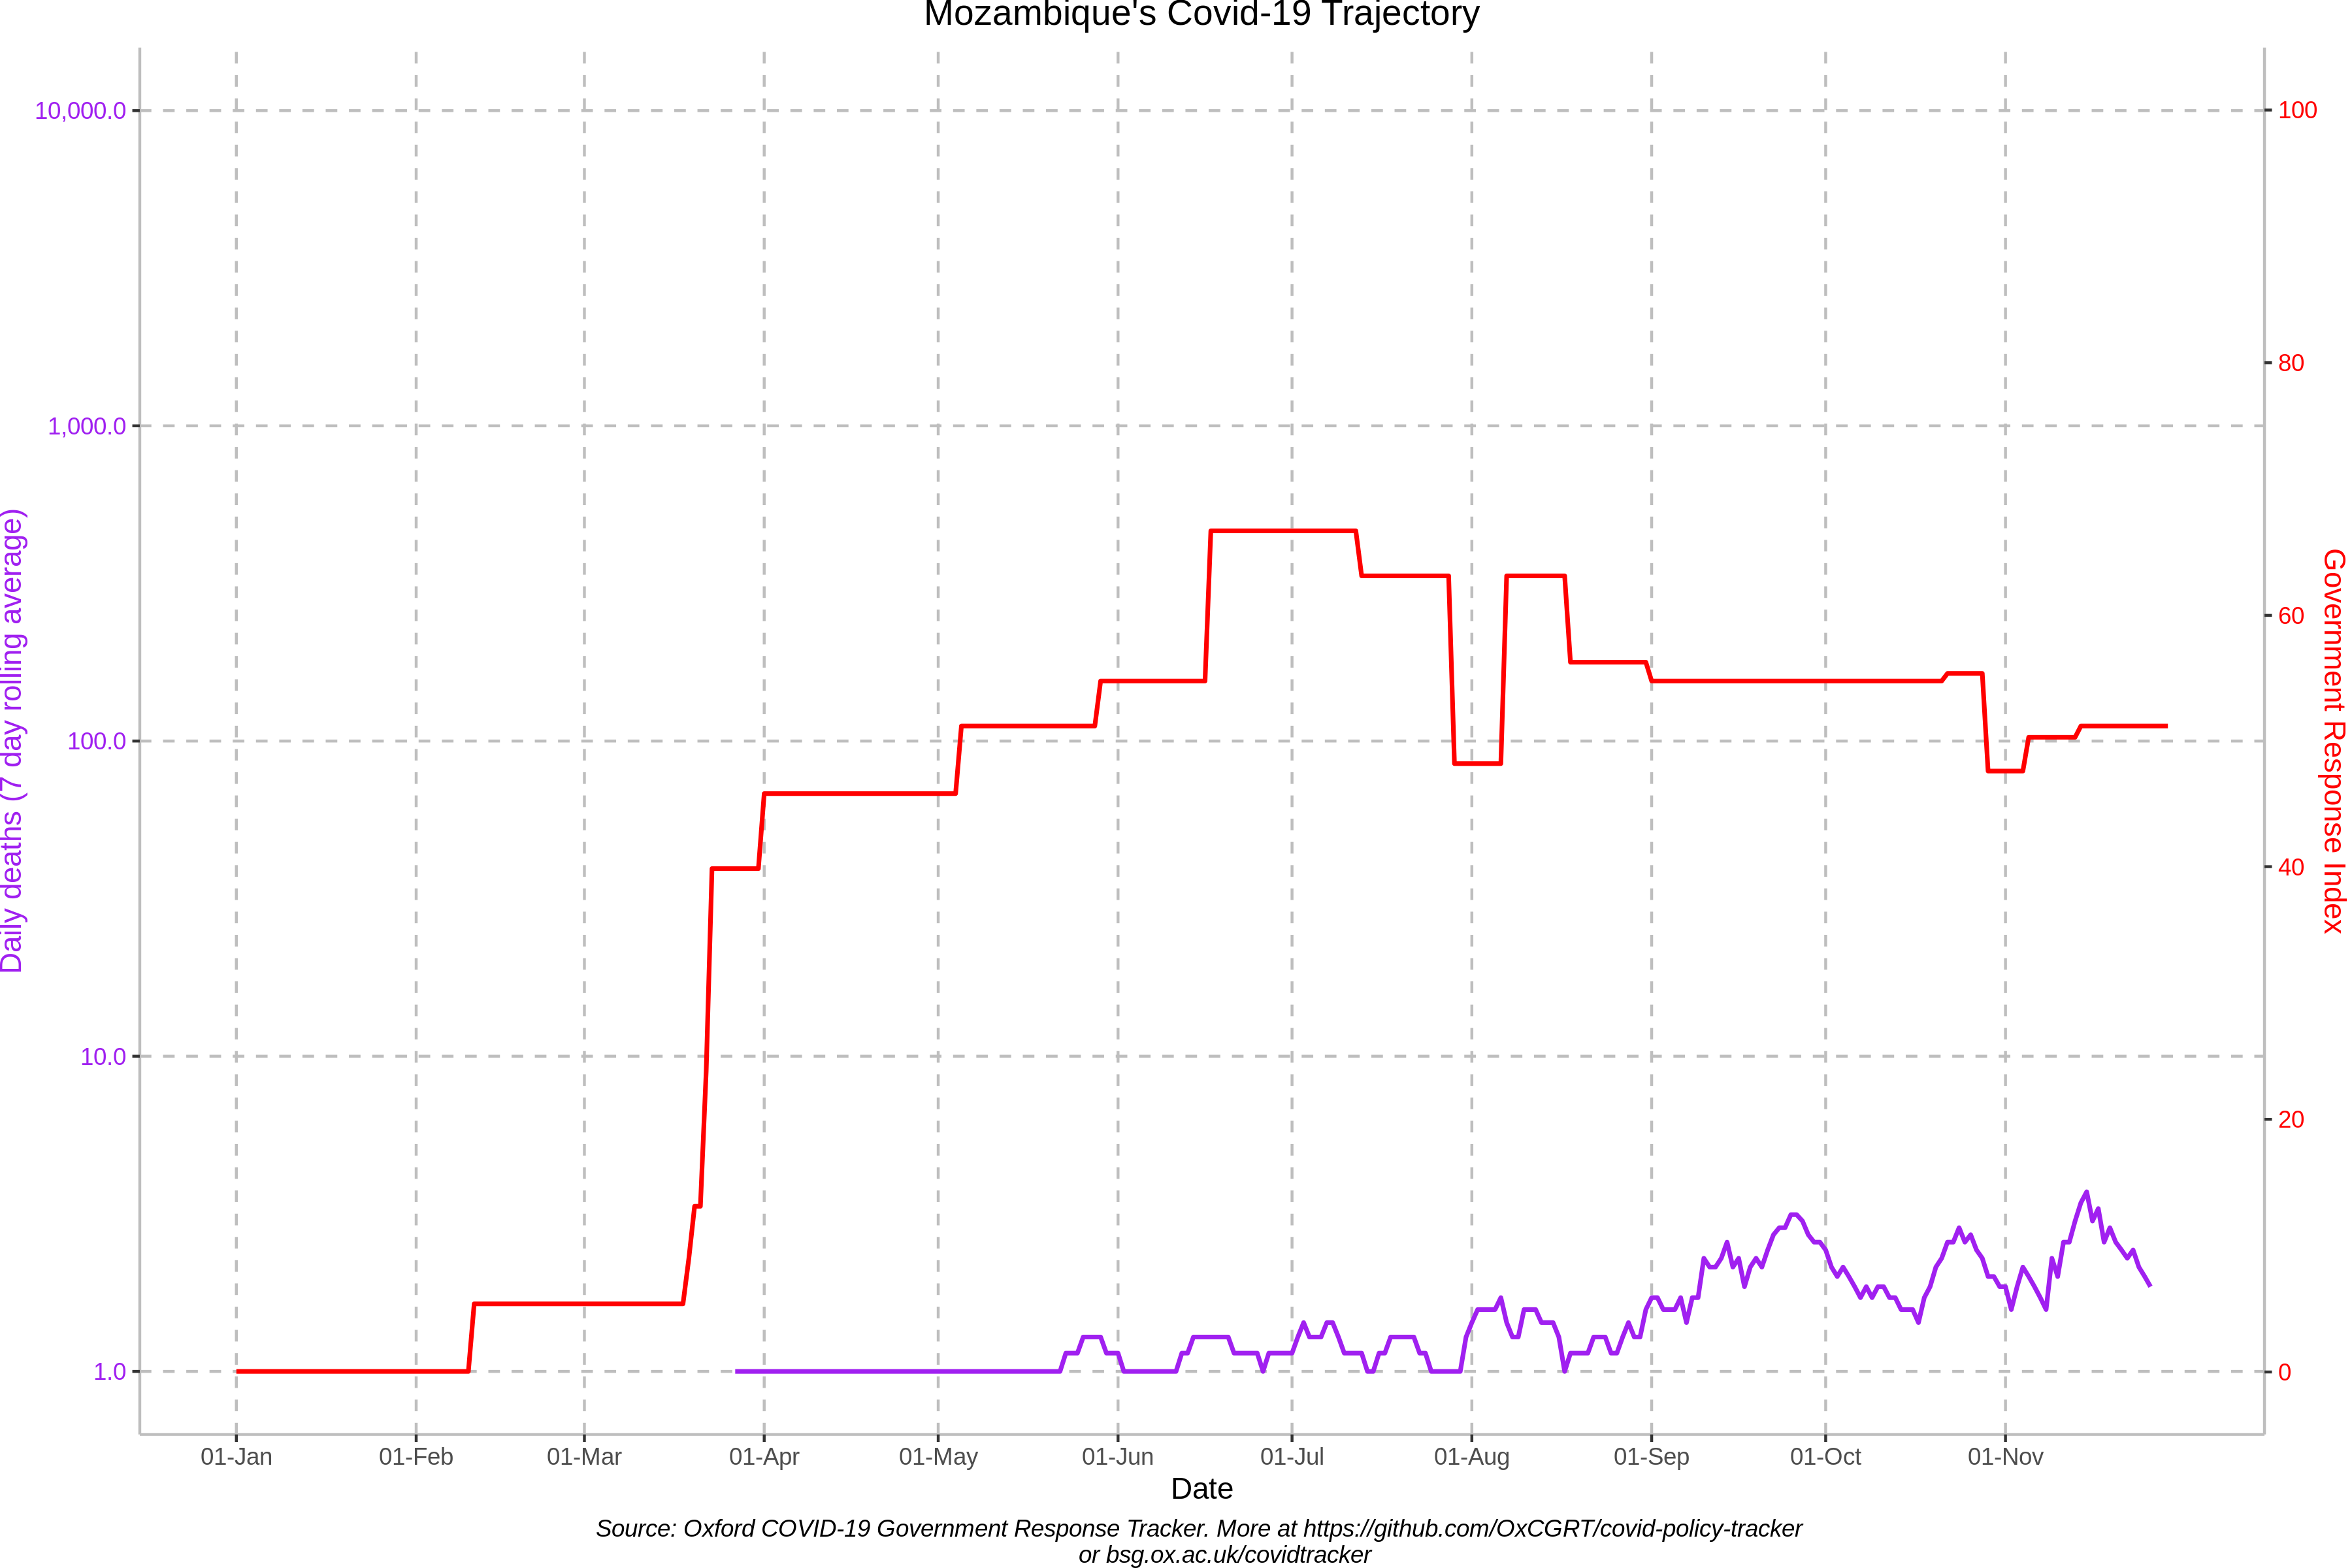 Mozambique's Covid-19 Trajectory
10,000.0
1,000.0
100.0
10.0
1.0
Daily deaths (7 day rolling average)
100
80
60
40
20
0
Government Response Index
01-Jan
01-Feb
01-Mar
01-Apr
01-May
01-Jun
01-Jul
01-Aug
01-Sep
01-Oct
01-Nov
Date
Source: Oxford COVID-19 Government Response Tracker. More at https://github.com/OxCGRT/covid-policy-tracker
or bsg.ox.ac.uk/covidtracker